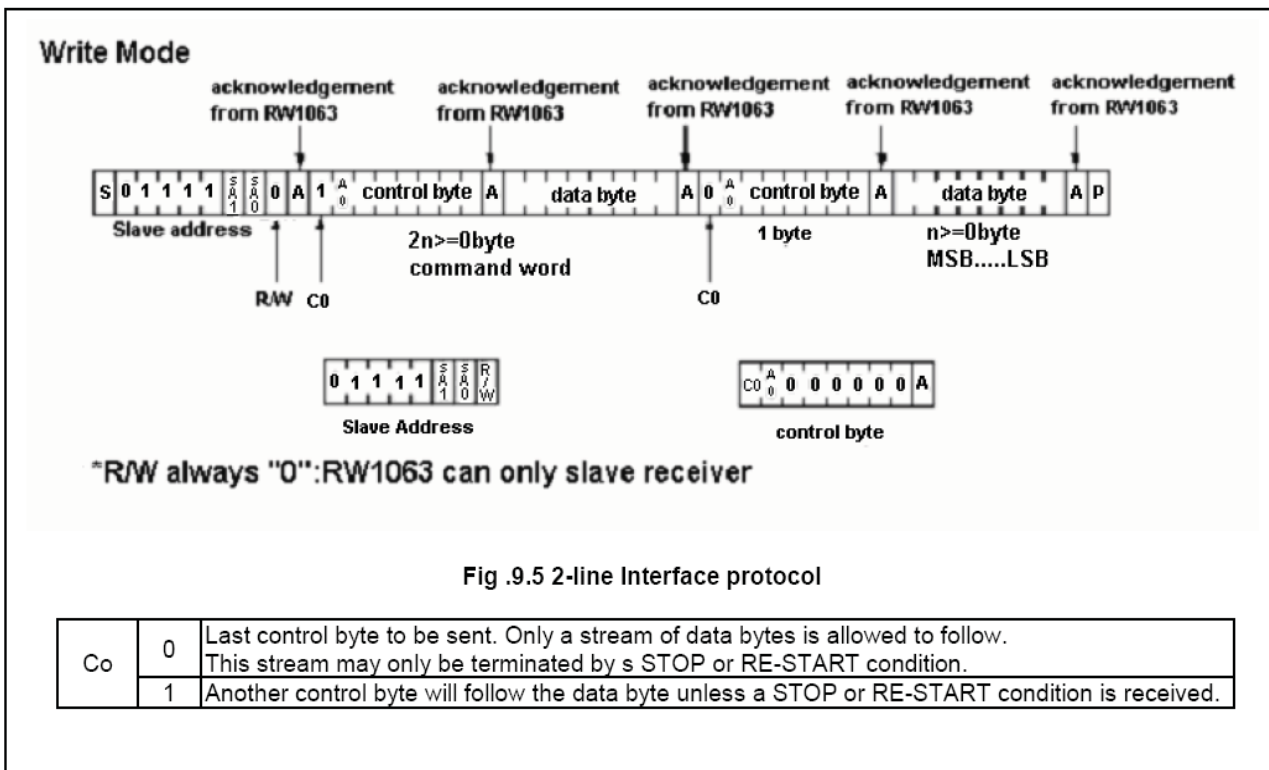 Write Mode
acknowledgement from RW1063
acknowledgement from RW1063
acknowledgement from RW1063
acknowledgement from RW1063
acknowledgement from RW1063
S 0 1 1 1 1 SA1 SA0 0 A 1 A0 control byte A data byte A 0 A0 control byte A data byte A P
Slave address
2n>=0byte
command word
1 byte
n>=0byte
MSB.....LSB
R/W C0
C0
0 1 1 1 1 SA1 SA0 R/W
Slave Address
C0 A0 0 0 0 0 0 0 A
control byte
*R/W always "0":RW1063 can only slave receiver
Fig .9.5 2-line Interface protocol
Co
0
Last control byte to be sent. Only a stream of data bytes is allowed to follow.
This stream may only be terminated by s STOP or RE-START condition.
1
Another control byte will follow the data byte unless a STOP or RE-START condition is received.